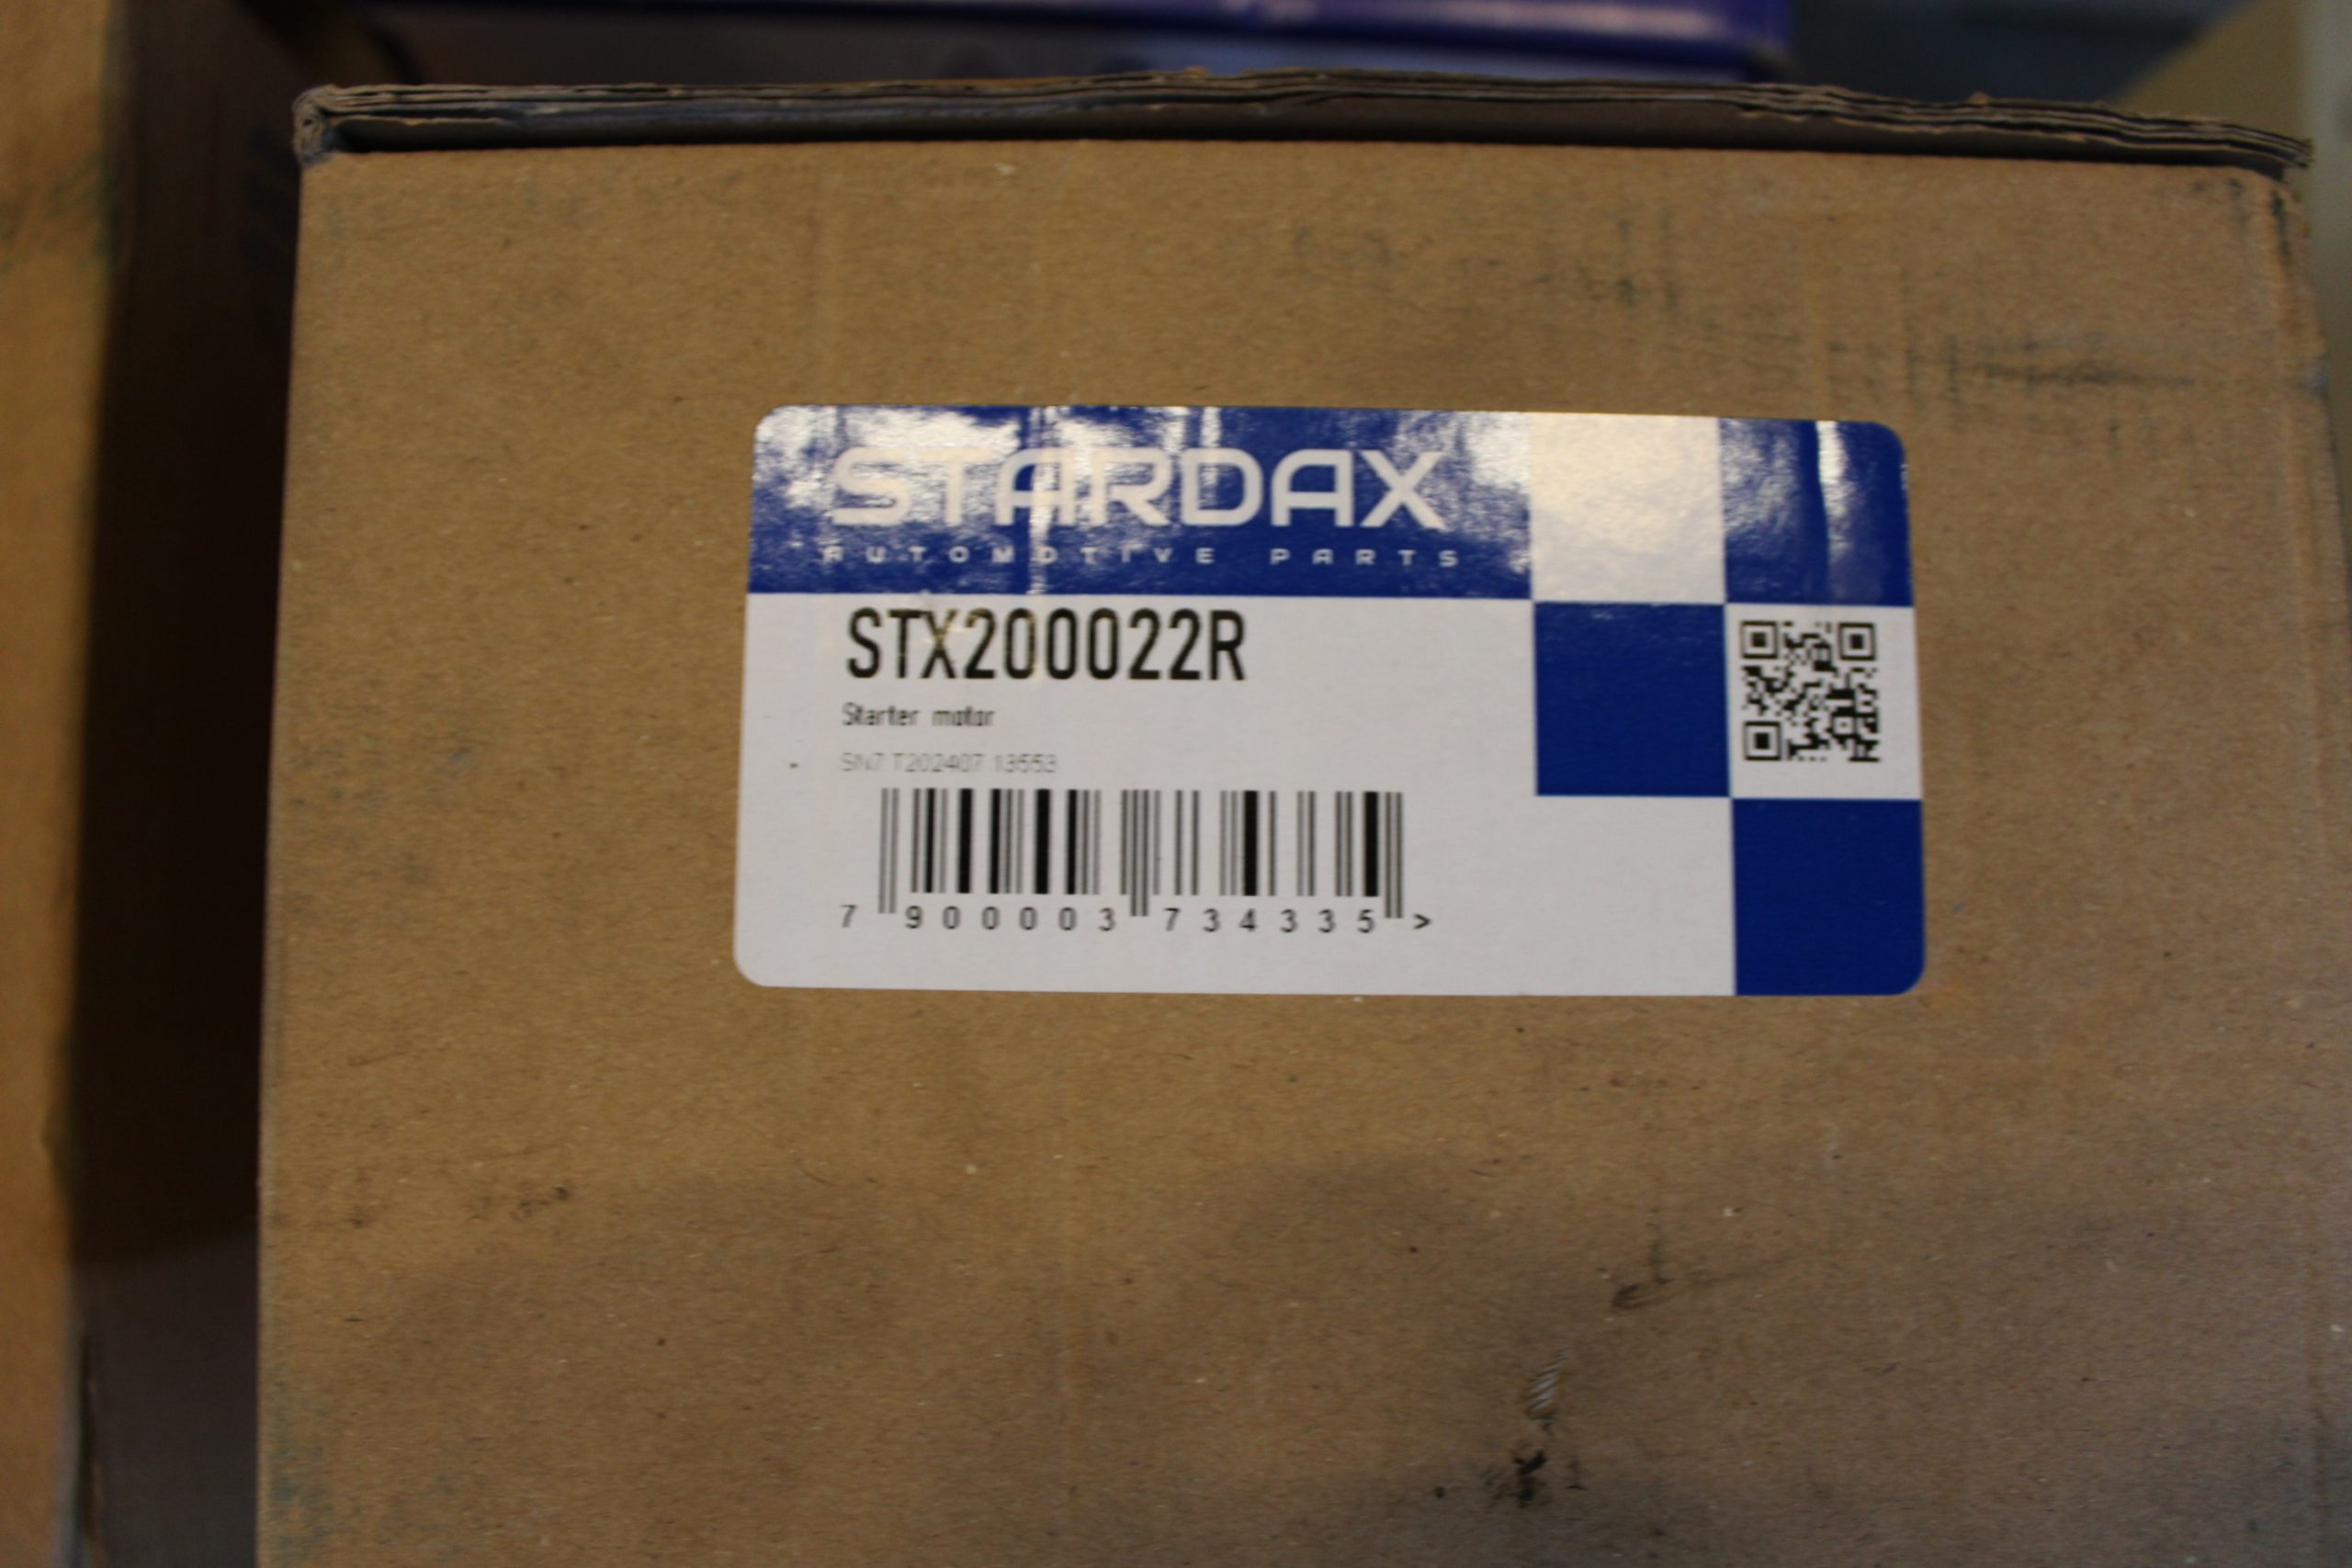 STARDAX
AUTOMOTIVE PARTS
STX200022R
Starter motor
SN7 T202407 13553
7 900003 734335 >